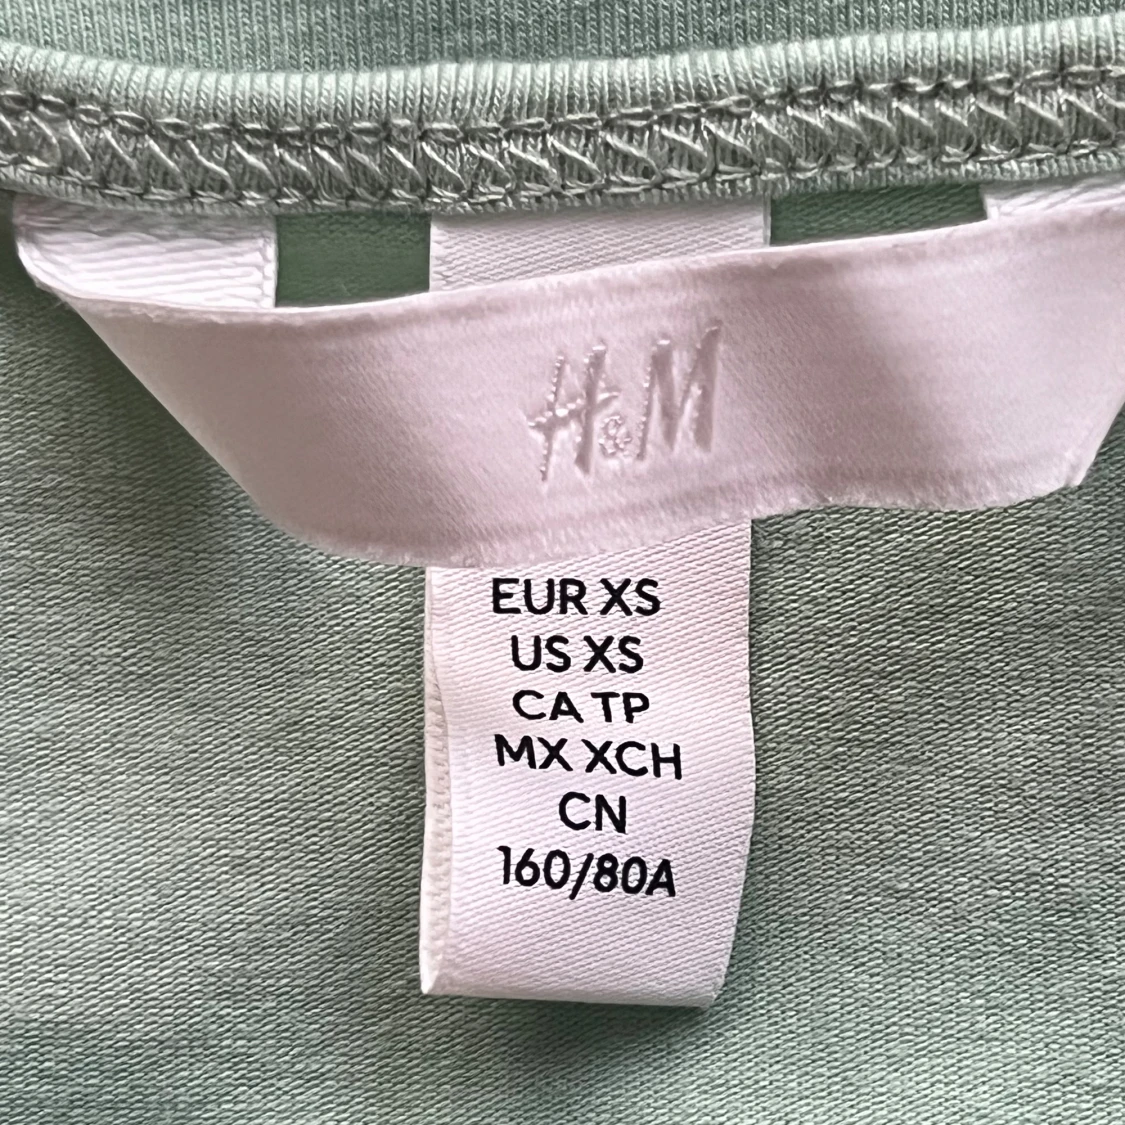 H&M
EUR XS
US XS
CA TP
MX XCH
CN
160/80A